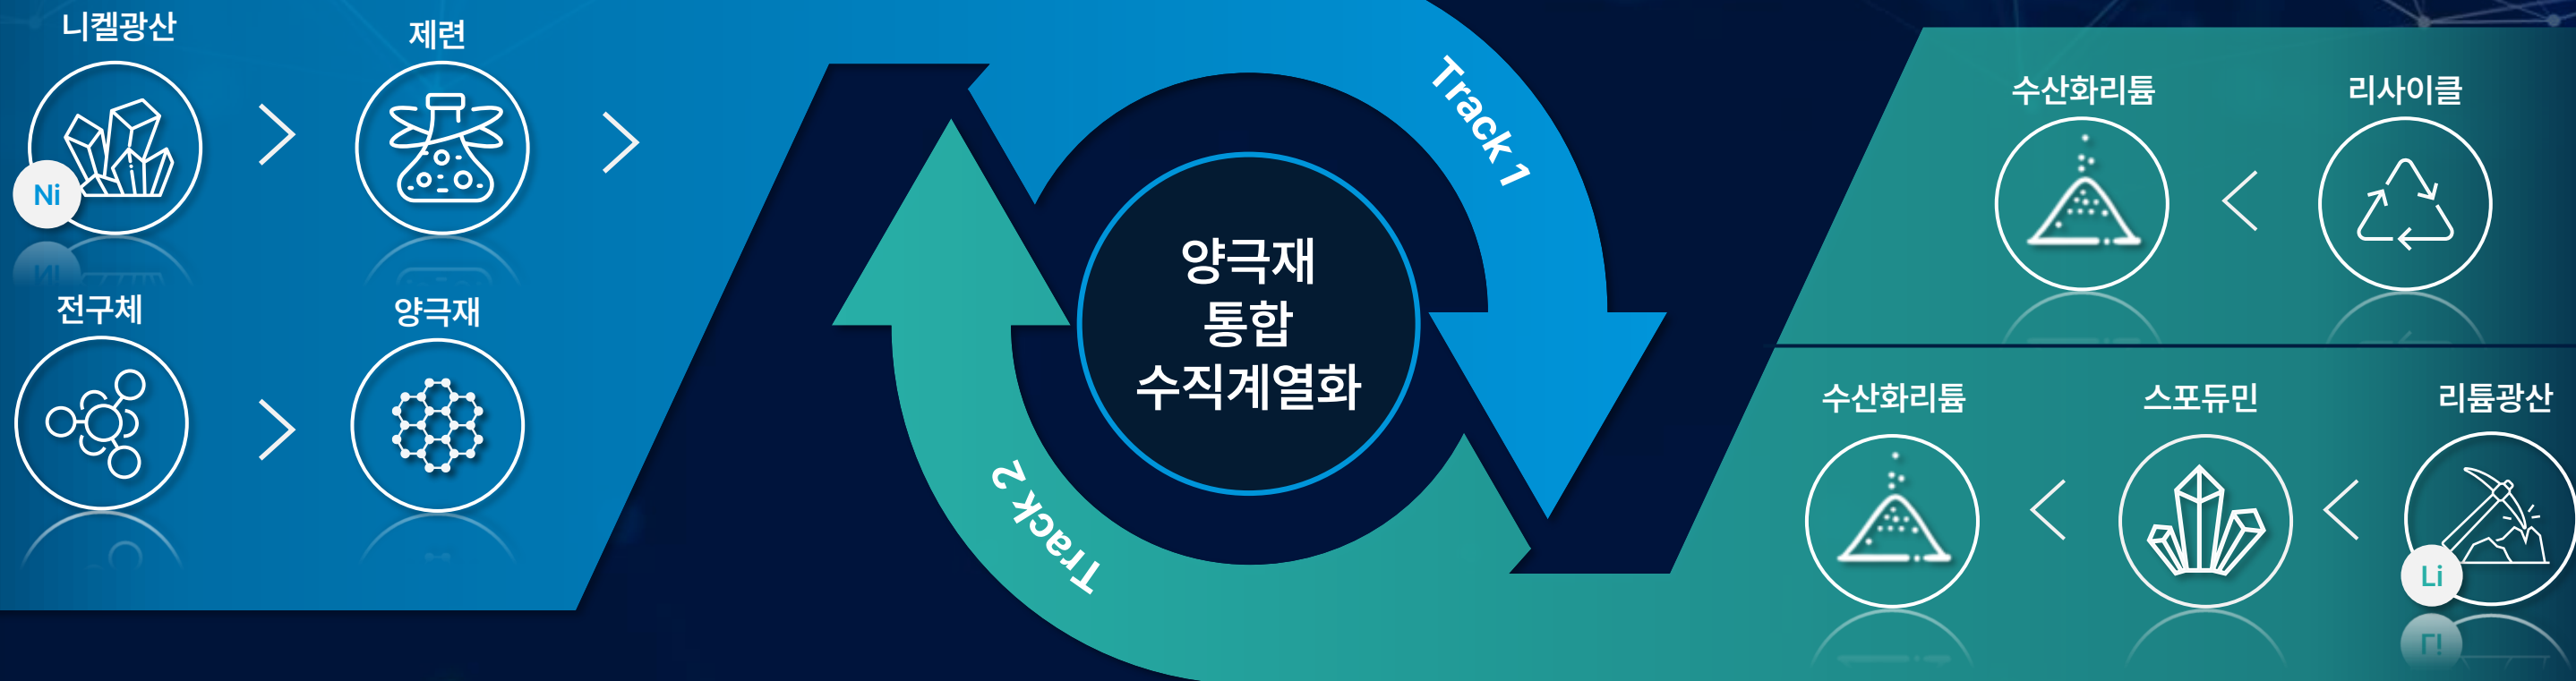 니켈광산
제련
Ni
전구체
양극재
Track 1
양극재
통합
수직계열화
Track 2
수산화리튬
리사이클
수산화리튬
스포듀민
리튬광산
Li